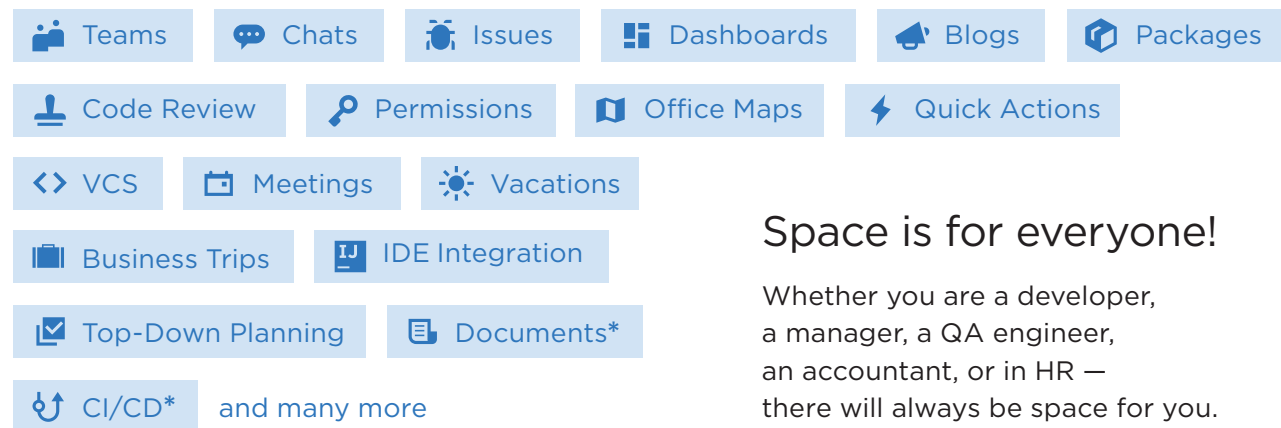 Teams Chats Issues Dashboards Blogs Packages
Code Review Permissions Office Maps Quick Actions
VCS Meetings Vacations
Business Trips IJ IDE Integration
Top-Down Planning Documents*
CI/CD* and many more
Space is for everyone!
Whether you are a developer,
a manager, a QA engineer,
an accountant, or in HR —
there will always be space for you.